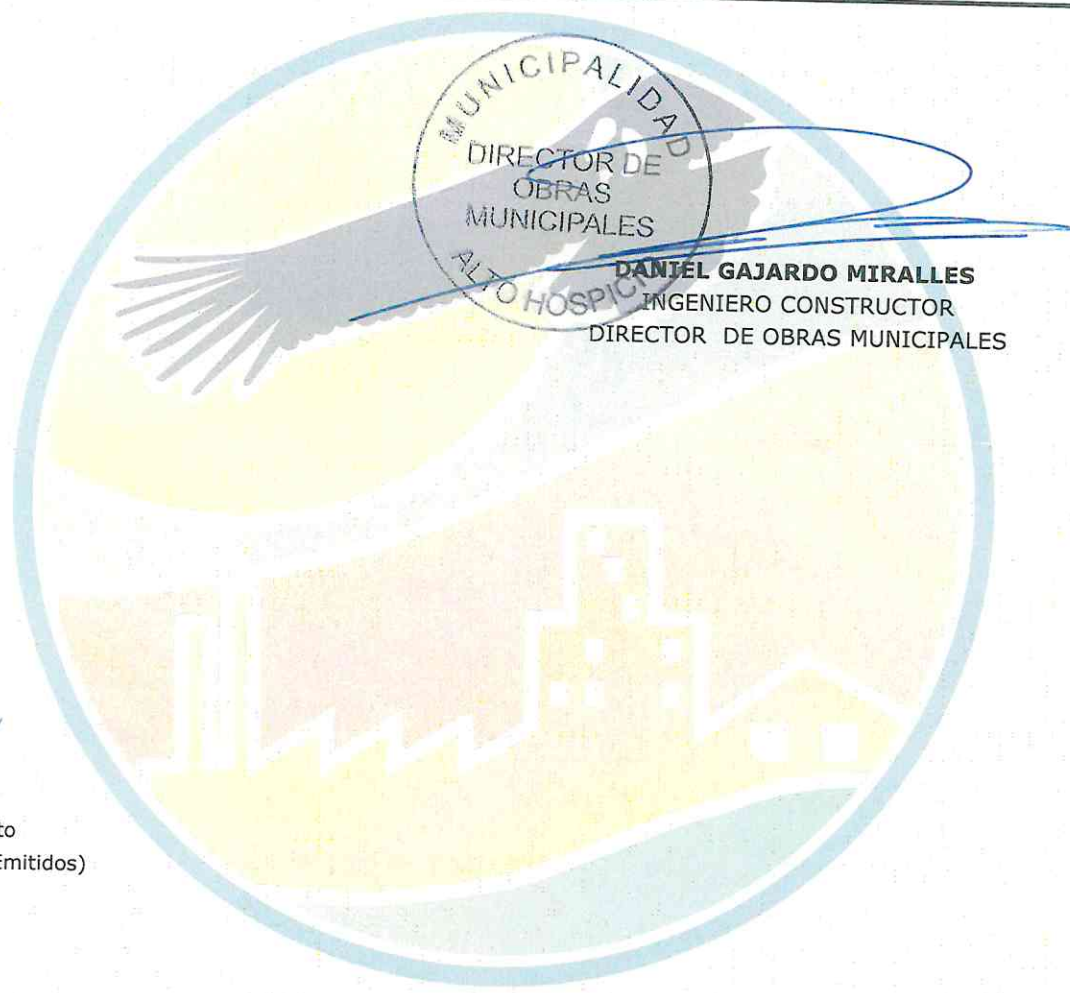 MUNICIPALIDAD
DIRECTOR DE
OBRAS
MUNICIPALES
ALTO HOSPICIO
DANIEL GAJARDO MIRALLES
INGENIERO CONSTRUCTOR
DIRECTOR DE OBRAS MUNICIPALES
to
Emitidos)